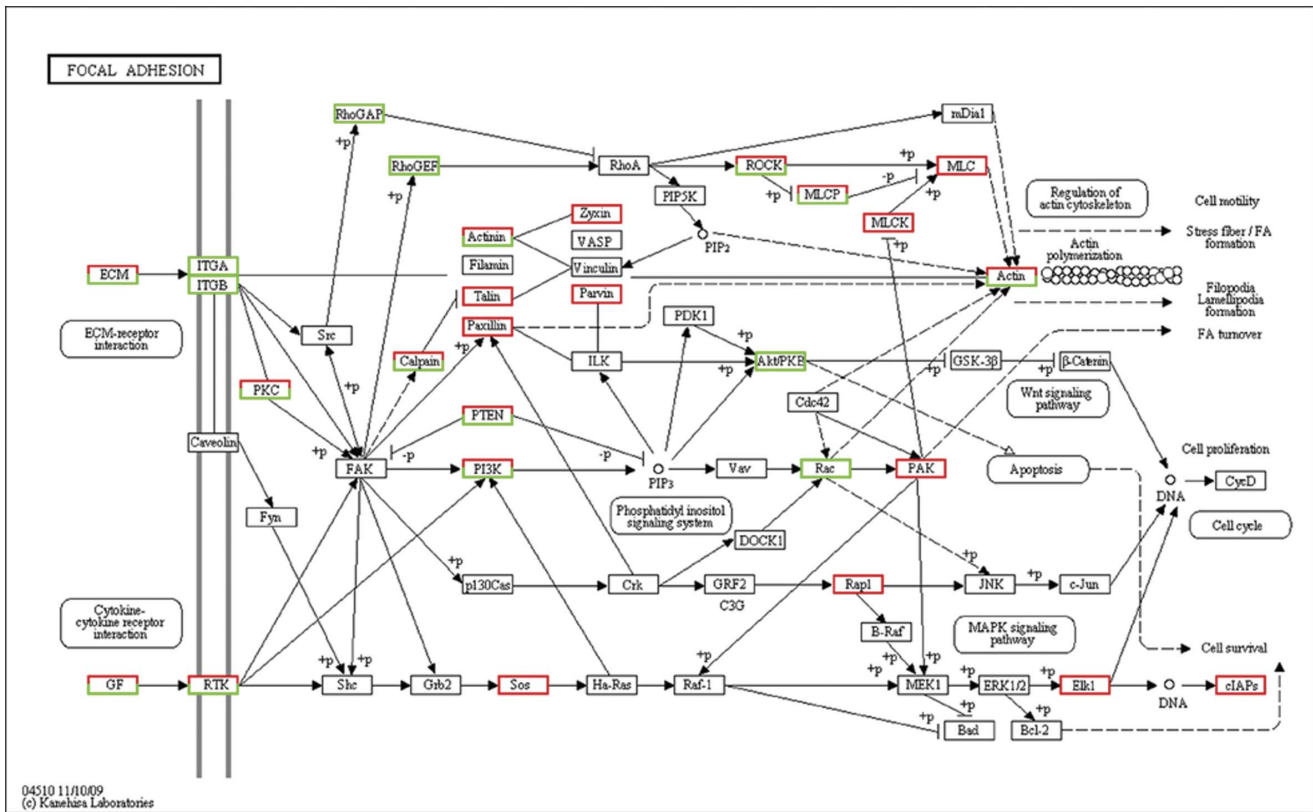 FOCAL ADHESION
RhoGAP
mDia1
+p
+p
RhoGEF
RhoA
ROCK
MLC
+p
-p
+p
MLCP
+p
PIP5K
Regulation of
actin cytoskeleton
Cell motility
Zyxin
MLCK
+p
Stress fiber / FA
formation
Actinin
VASP
PIP2
Actin
polymerization
ITGA
ECM
Filamin
Vinculin
Actin
ITGB
Talin
Parvin
Filopodia
Lamellipodia
formation
ECM-receptor
interaction
Src
Paxillin
+p
PDK1
FA turnover
Calpain
ILK
+p
Akt/PKB
+p
GSK-3β
β-Catenin
PKC
+p
Cdc42
Wnt signaling
pathway
PTEN
Caveolin
+p
-p
-p
Cell proliferation
FAK
PI3K
PIP3
Vav
Rac
PAK
Apoptosis
DNA
CycD
Fyn
Phosphatidyl inositol
signaling system
DOCK1
Cell cycle
+p
+p
+p
p130Cas
Crk
GRF2
C3G
Rap1
JNK
c-Jun
Cytokine-
cytokine receptor
interaction
B-Raf
MAPK signaling
pathway
+p
Cell survival
+p
+p
+p
+p
+p
+p
+p
GF
RTK
Shc
Grb2
Sos
Ha-Ras
Raf-1
MEK1
ERK1/2
Elk1
DNA
cIAPs
+p
+p
+p
Bad
Bcl-2
04510 11/10/09
(c) Kanehisa Laboratories